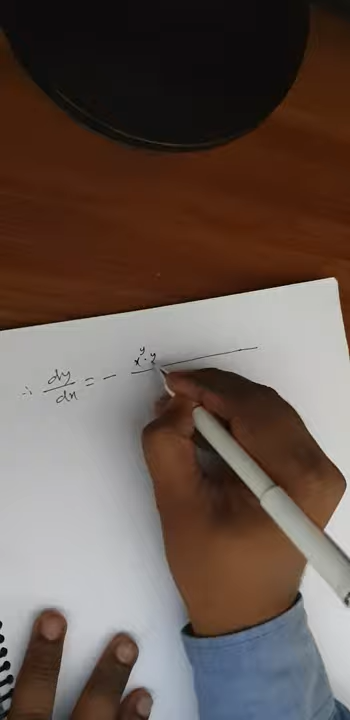 ∴ dy/dx = - x^y · y